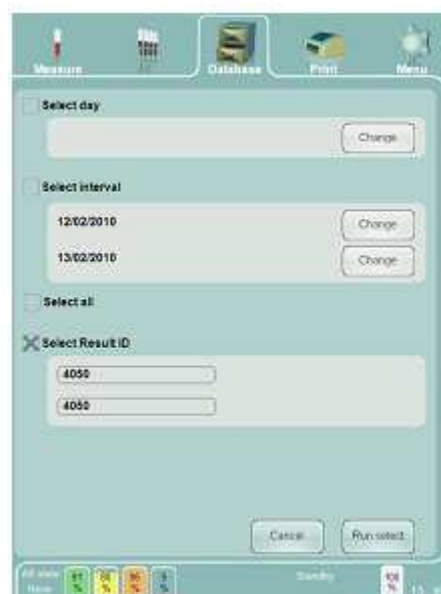 Measure Database Print Menu
Select day
Change
Select interval
12/02/2010 Change
13/02/2010 Change
Select all
Select Result ID
4050
4050
Cancel Run select
Standby